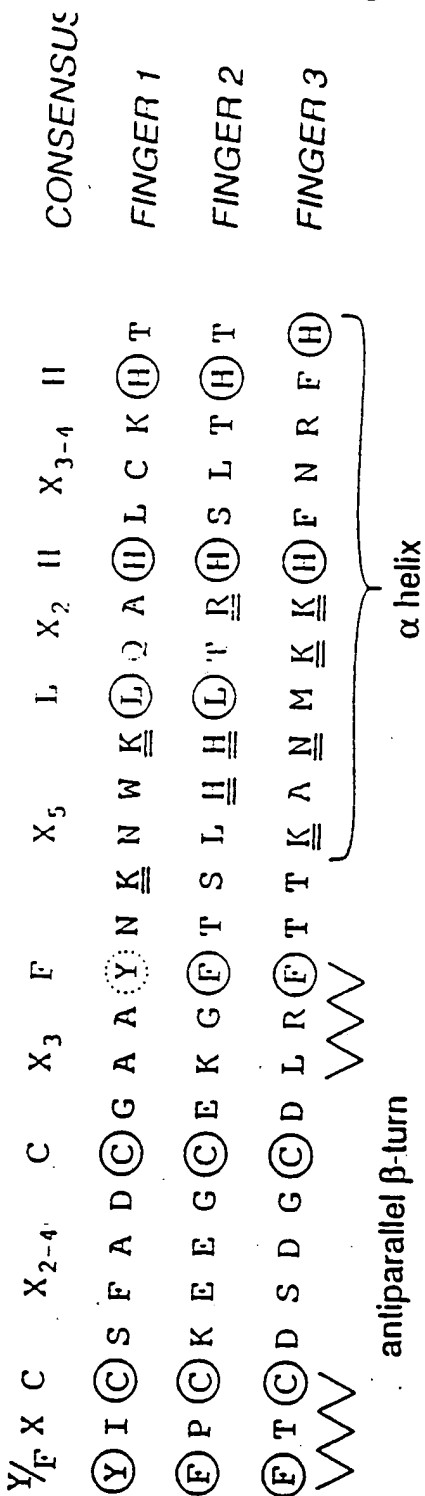 CONSENSUS Y/F X C X2-4 C X3 F X5 L X2 H X3-4 H
FINGER 1 Y I C S F A D C G A A Y N K N W K L Q A H L C K H T
FINGER 2 F P C K E E G C E K G F T S L H H L T R H S L T H T
FINGER 3 F T C D S D G C D L R F T T K A N M K K H F N R F H
antiparallel β-turn
α helix